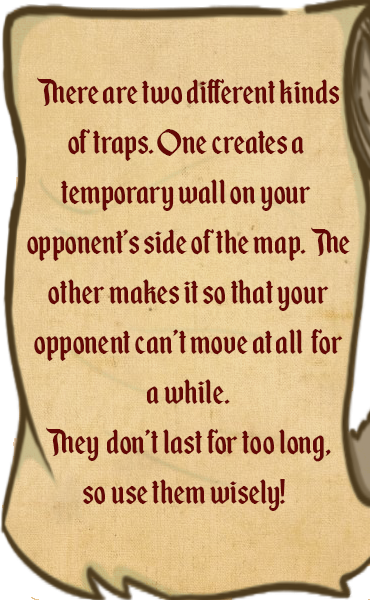 There are two different kinds
of traps. One creates a
temporary wall on your
opponent's side of the map. The
other makes it so that your
opponent can't move at all for
a while.
They don't last for too long,
so use them wisely!